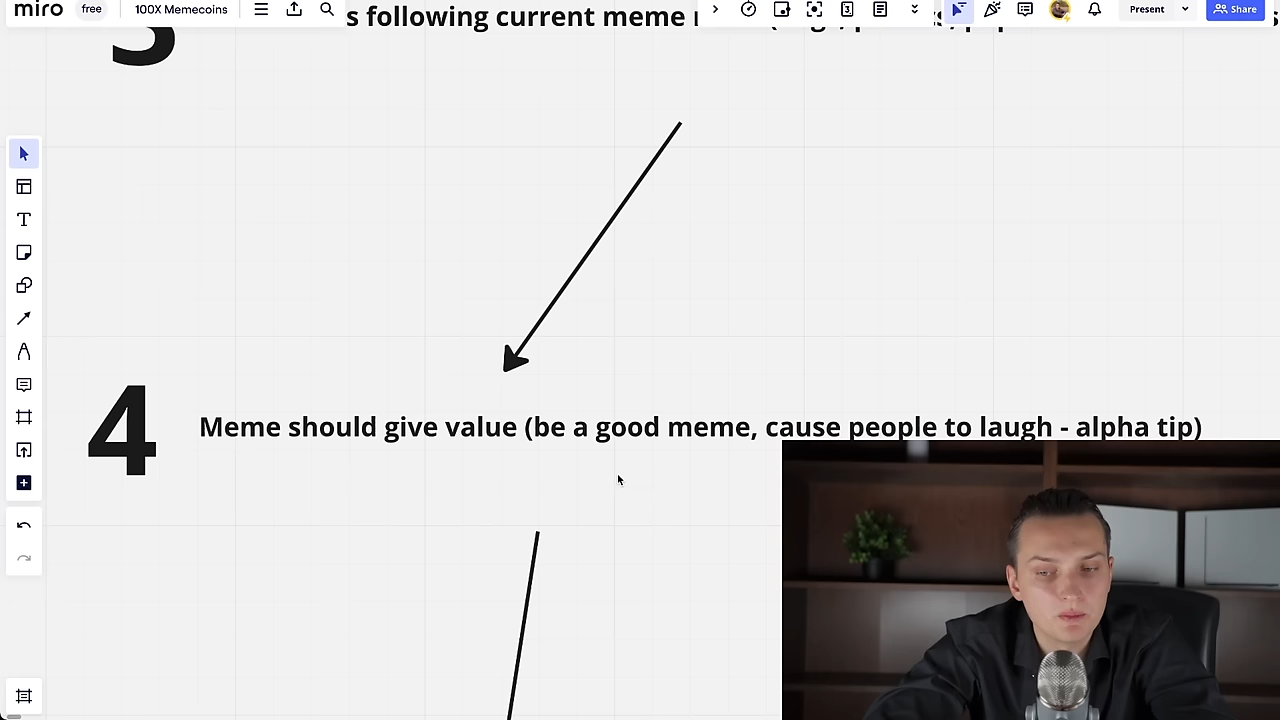 miro free 100X Memecoins
Present Share
3 s following current meme
4 Meme should give value (be a good meme, cause people to laugh - alpha tip)